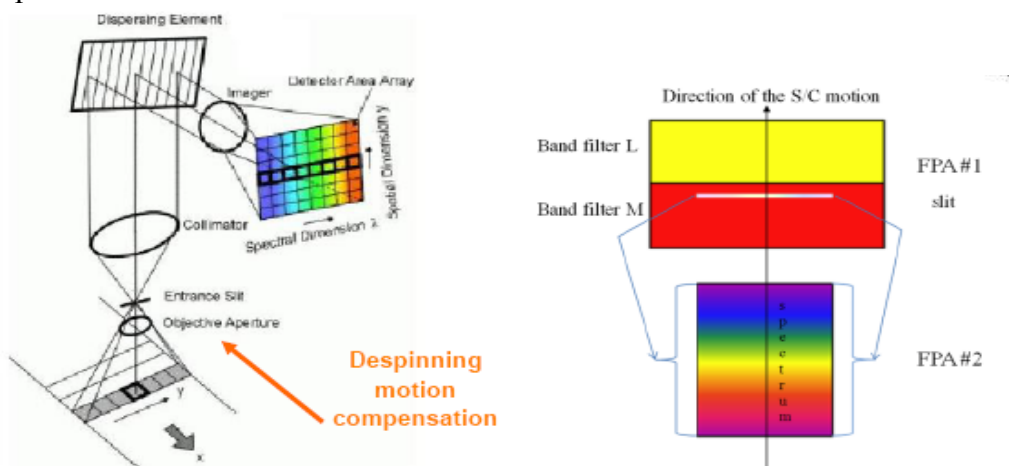 Dispersing Element
Detector Area Array
Imager
Spatial Dimension y
Spectral Dimension λ
Collimator
Entrance Slit
Objective Aperture
y
x
Despinning
motion
compensation
Direction of the S/C motion
Band filter L
FPA#1
slit
Band filter M
spectrum
FPA#2